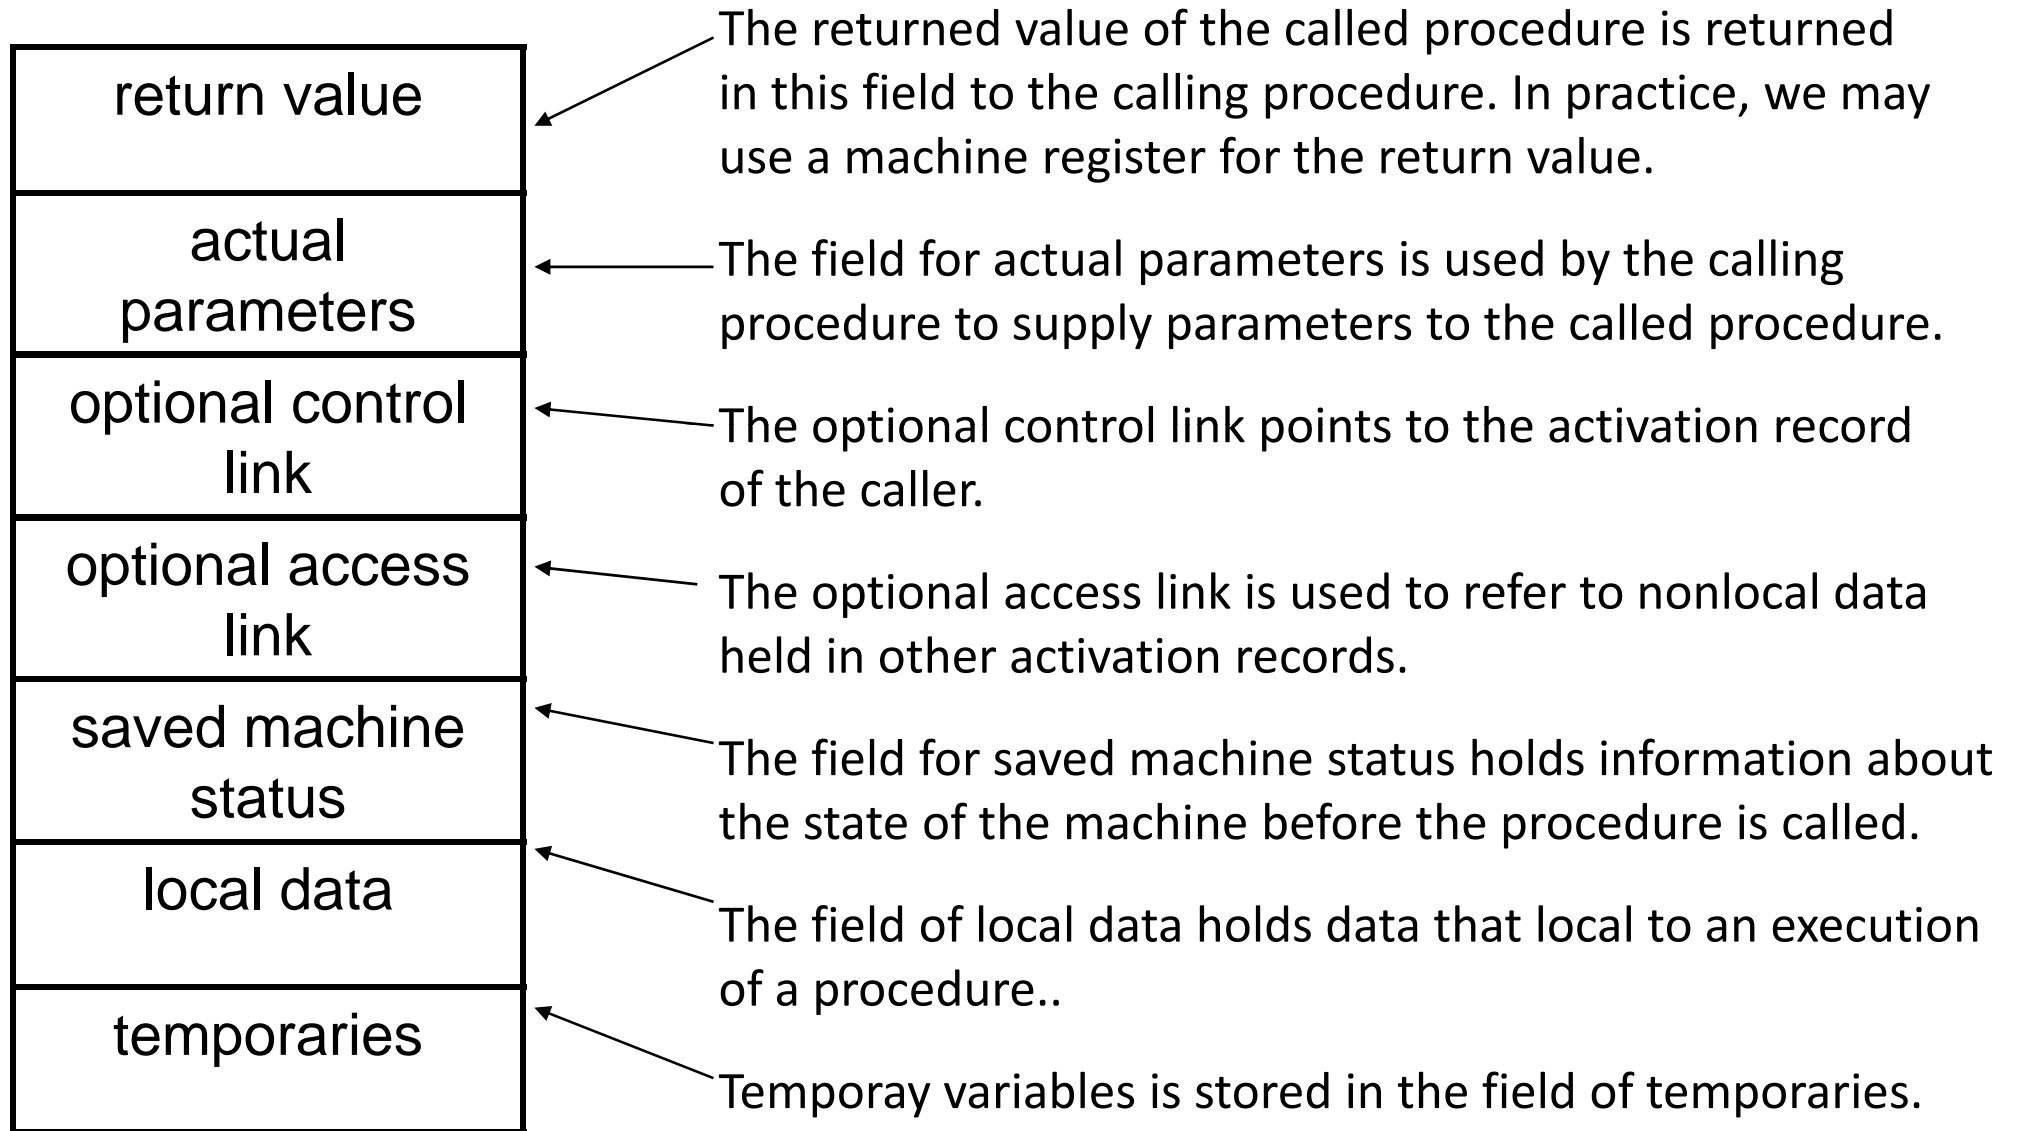 return value
The returned value of the called procedure is returned
in this field to the calling procedure. In practice, we may
use a machine register for the return value.
actual
parameters
The field for actual parameters is used by the calling
procedure to supply parameters to the called procedure.
optional control
link
The optional control link points to the activation record
of the caller.
optional access
link
The optional access link is used to refer to nonlocal data
held in other activation records.
saved machine
status
The field for saved machine status holds information about
the state of the machine before the procedure is called.
local data
The field of local data holds data that local to an execution
of a procedure..
temporaries
Temporay variables is stored in the field of temporaries.